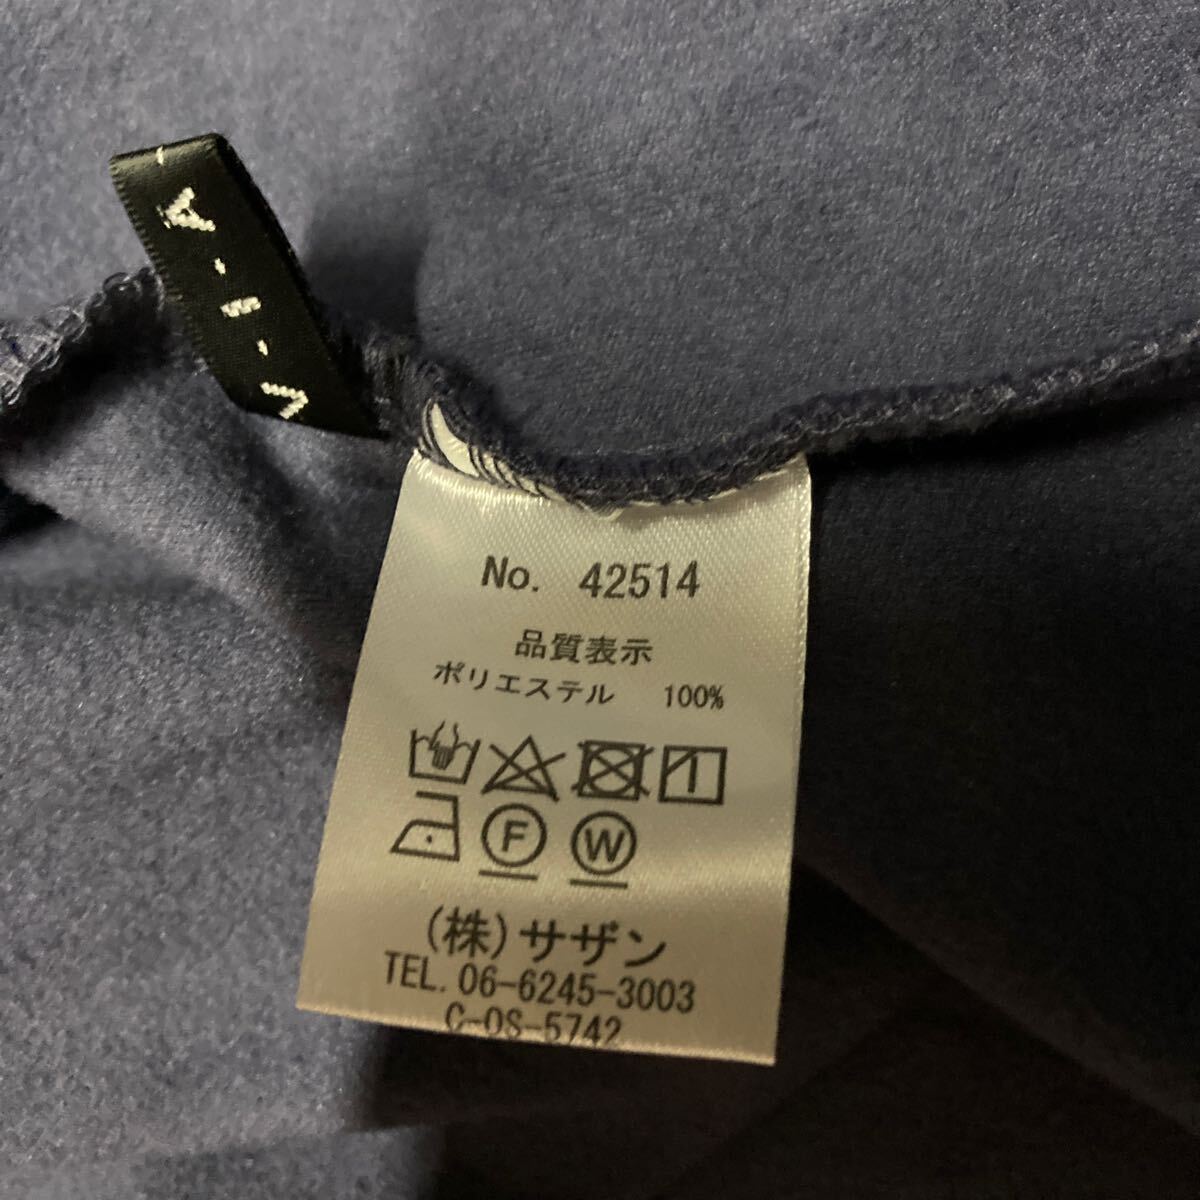 No. 42514
品質表示
ポリエステル 100%
F W
(株)サザン
TEL. 06-6245-3003
C-OS-5742